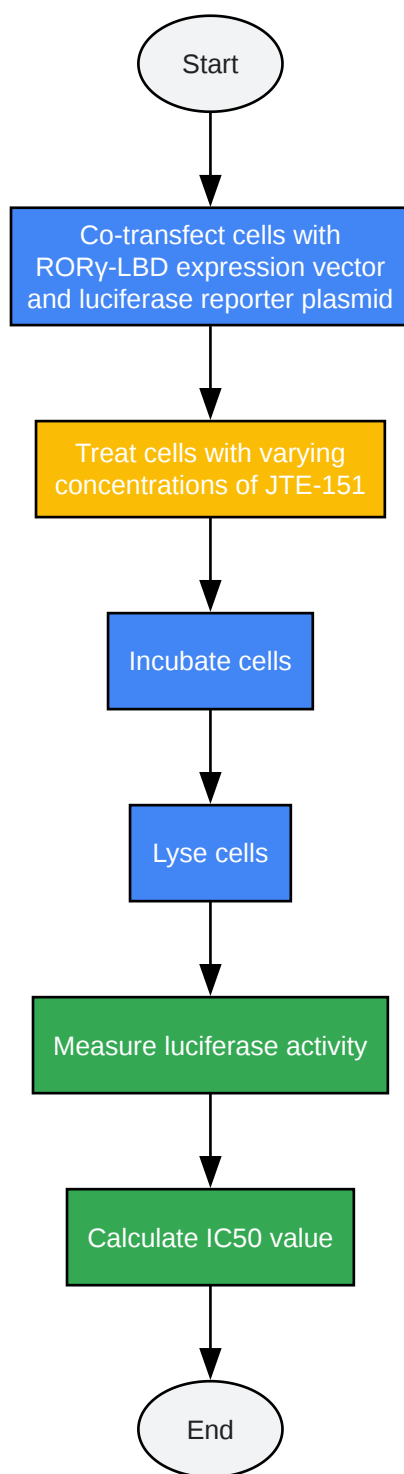 Start
Co-transfect cells with
RORγ-LBD expression vector
and luciferase reporter plasmid
Treat cells with varying
concentrations of JTE-151
Incubate cells
Lyse cells
Measure luciferase activity
Calculate IC50 value
End